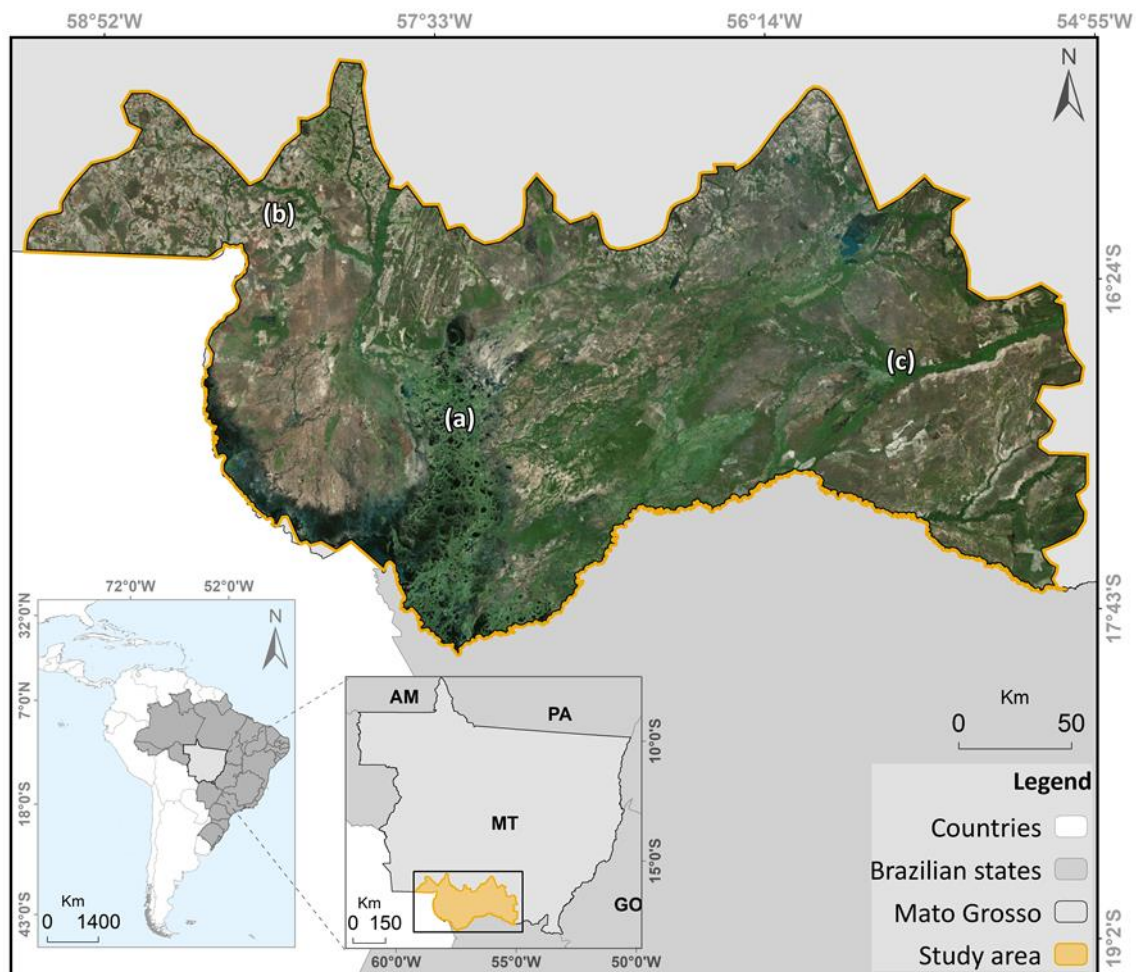 58°52'W 57°33'W 56°14'W 54°55'W
N
(b)
16°24'S
(c)
(a)
72°0'W 52°0'W
32°0'N
N
17°43'S
7°0'N
AM
PA
Km
0 50
10°0'S
Legend
18°0'S
MT
Countries
15°0'S
Brazilian states
Km
0 1400
Km
0 150
GO
Mato Grosso
43°0'S
Study area
19°2'S
60°0'W 55°0'W 50°0'W